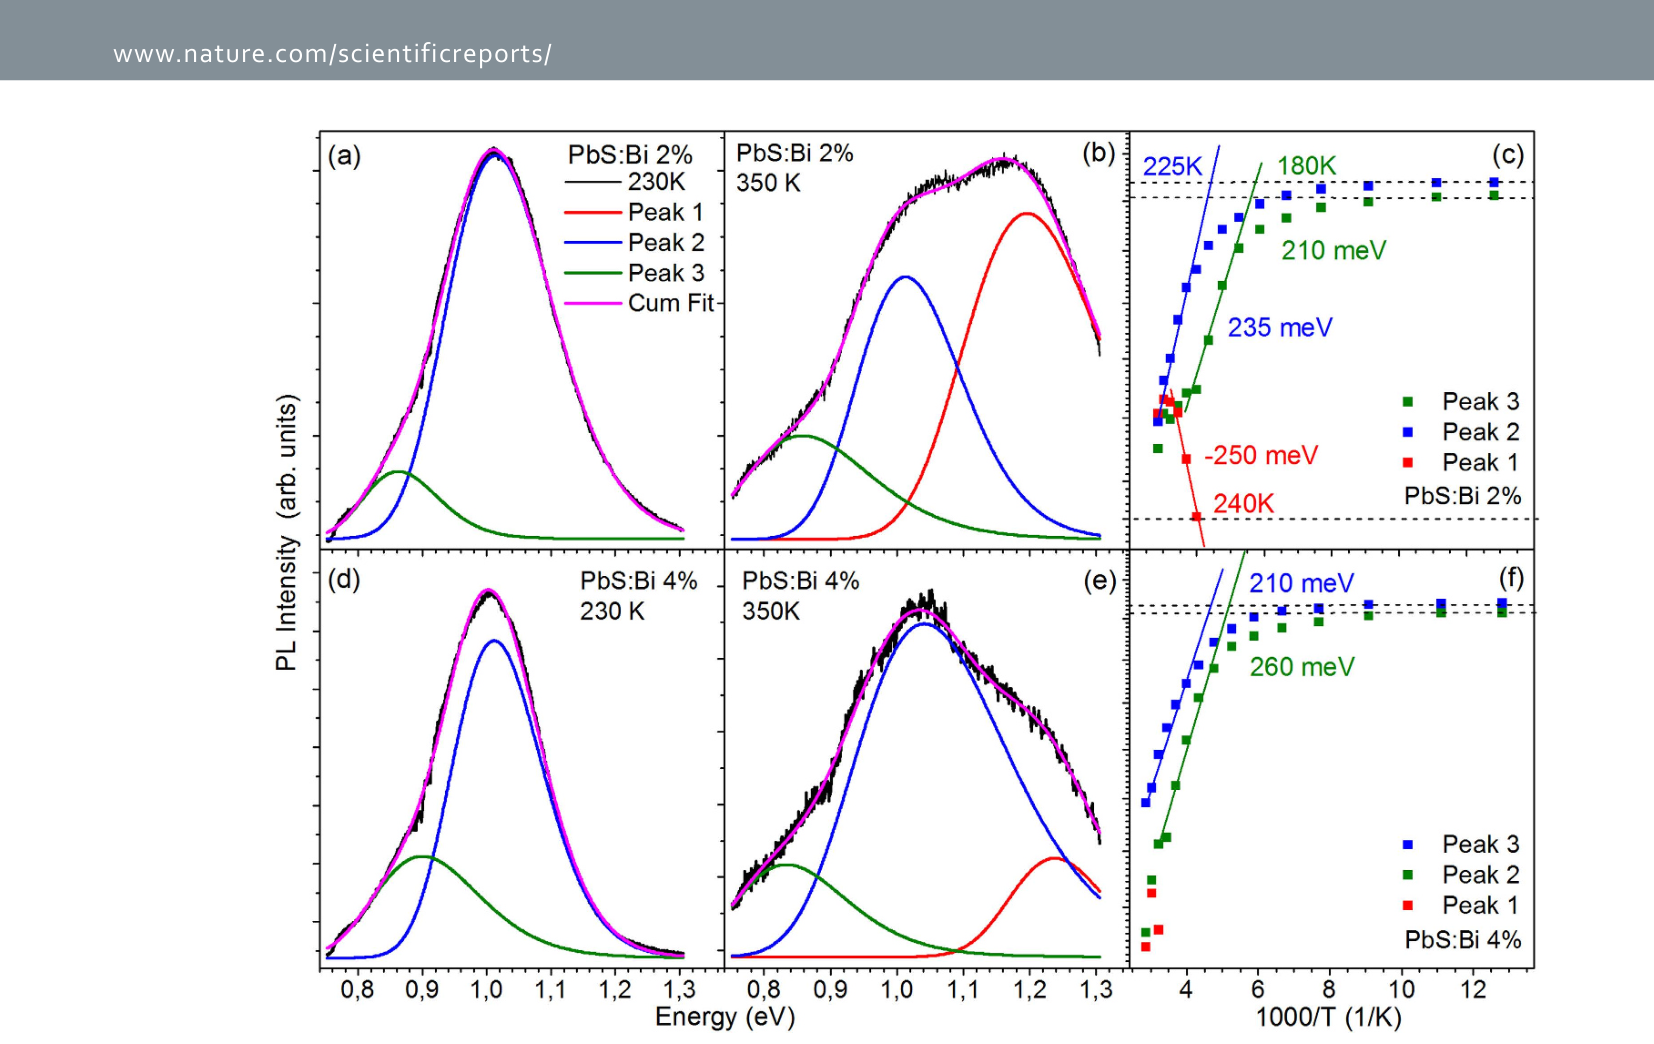 www.nature.com/scientificreports/
(a)
PbS:Bi 2%
230K
Peak 1
Peak 2
Peak 3
Cum Fit
PbS:Bi 2%
350 K
(b)
(c)
225K
180K
210 meV
235 meV
Peak 3
Peak 2
Peak 1
-250 meV
PbS:Bi 2%
240K
PL Intensity (arb. units)
(d)
PbS:Bi 4%
230 K
PbS:Bi 4%
350K
(e)
(f)
210 meV
260 meV
Peak 3
Peak 2
Peak 1
PbS:Bi 4%
0,8 0,9 1,0 1,1 1,2 1,3
0,8 0,9 1,0 1,1 1,2 1,3
4 6 8 10 12
Energy (eV)
1000/T (1/K)